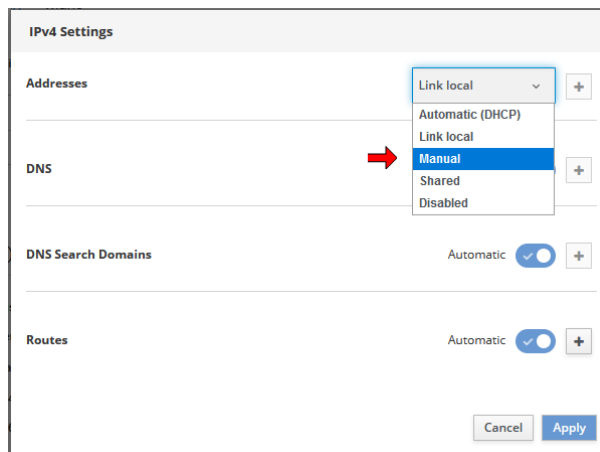 IPv4 Settings
Addresses
Link local
Automatic (DHCP)
Link local
Manual
Shared
Disabled
DNS
DNS Search Domains
Automatic
Routes
Automatic
Cancel
Apply